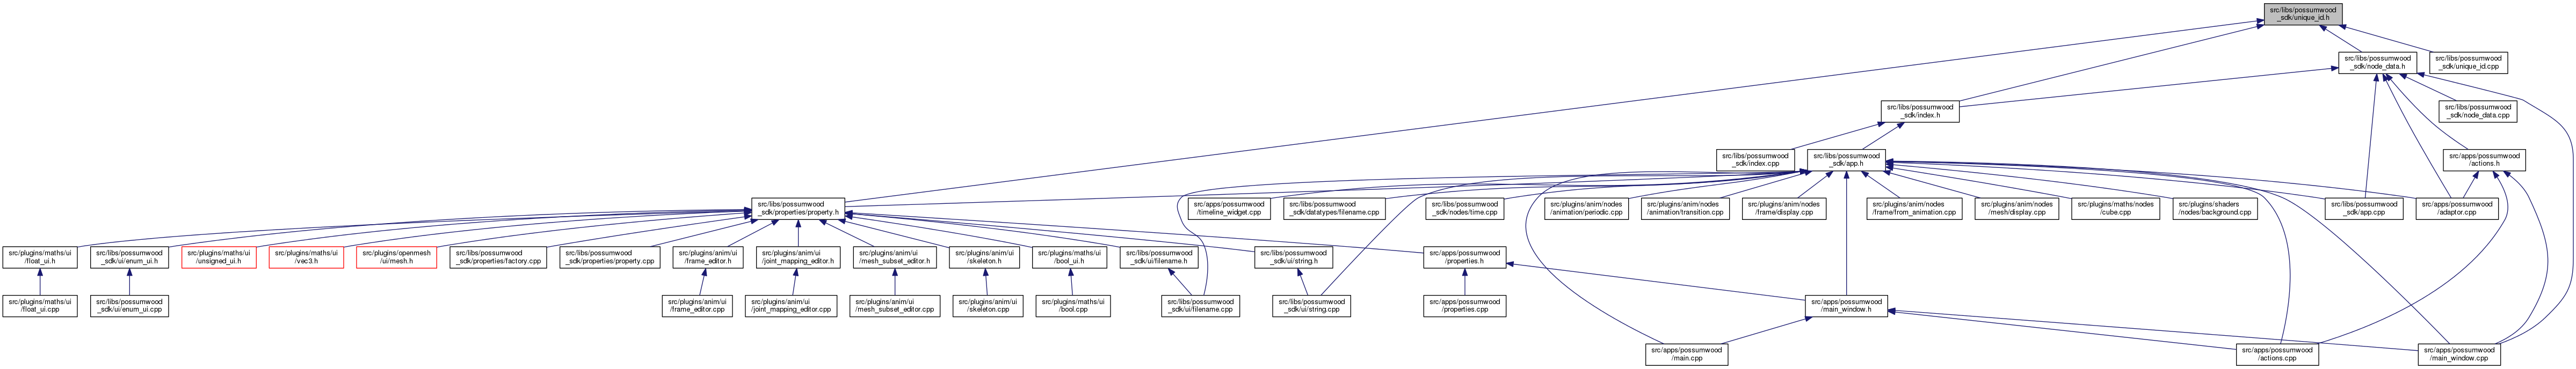 src/libs/possumwood
_sdk/unique_id.h
src/libs/possumwood
_sdk/node_data.h
src/libs/possumwood
_sdk/unique_id.cpp
src/libs/possumwood
_sdk/index.h
src/libs/possumwood
_sdk/node_data.cpp
src/libs/possumwood
_sdk/index.cpp
src/libs/possumwood
_sdk/app.h
src/apps/possumwood
/actions.h
src/libs/possumwood
_sdk/properties/property.h
src/apps/possumwood
/timeline_widget.cpp
src/libs/possumwood
_sdk/datatypes/filename.cpp
src/libs/possumwood
_sdk/nodes/time.cpp
src/plugins/anim/nodes
/animation/periodic.cpp
src/plugins/anim/nodes
/animation/transition.cpp
src/plugins/anim/nodes
/frame/display.cpp
src/plugins/anim/nodes
/frame/from_animation.cpp
src/plugins/anim/nodes
/mesh/display.cpp
src/plugins/maths/nodes
/cube.cpp
src/plugins/shaders
/nodes/background.cpp
src/libs/possumwood
_sdk/app.cpp
src/apps/possumwood
/adaptor.cpp
src/plugins/maths/ui
/float_ui.h
src/libs/possumwood
_sdk/ui/enum_ui.h
src/plugins/maths/ui
/unsigned_ui.h
src/plugins/maths/ui
/vec3.h
src/plugins/openmesh
/ui/mesh.h
src/libs/possumwood
_sdk/properties/factory.cpp
src/libs/possumwood
_sdk/properties/property.cpp
src/plugins/anim/ui
/frame_editor.h
src/plugins/anim/ui
/joint_mapping_editor.h
src/plugins/anim/ui
/mesh_subset_editor.h
src/plugins/anim/ui
/skeleton.h
src/plugins/maths/ui
/bool_ui.h
src/libs/possumwood
_sdk/ui/filename.h
src/libs/possumwood
_sdk/ui/string.h
src/apps/possumwood
/properties.h
src/plugins/maths/ui
/float_ui.cpp
src/libs/possumwood
_sdk/ui/enum_ui.cpp
src/plugins/anim/ui
/frame_editor.cpp
src/plugins/anim/ui
/joint_mapping_editor.cpp
src/plugins/anim/ui
/mesh_subset_editor.cpp
src/plugins/anim/ui
/skeleton.cpp
src/plugins/maths/ui
/bool.cpp
src/libs/possumwood
_sdk/ui/filename.cpp
src/libs/possumwood
_sdk/ui/string.cpp
src/apps/possumwood
/properties.cpp
src/apps/possumwood
/main_window.h
src/apps/possumwood
/main.cpp
src/apps/possumwood
/actions.cpp
src/apps/possumwood
/main_window.cpp